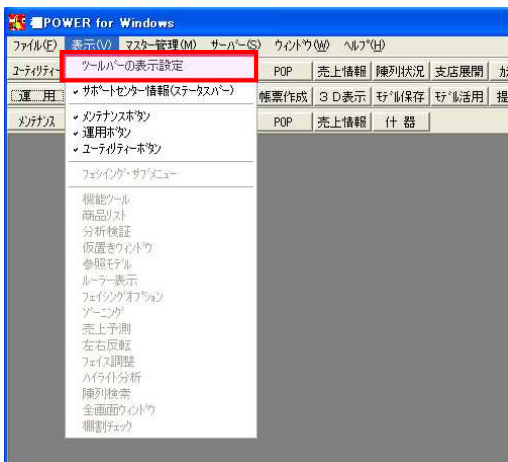 POWER for Windows
ファイル(F) 表示(V) マスター管理(M) サーバー(S) ウィンドウ(W) ヘルプ(H)
ユーティリティー POP 売上情報 陳列状況 支店展開
運 用 帳票作成 3D表示 モデル保存 モデル活用 提
メンテナンス POP 売上情報 什 器
ツールバーの表示設定
サポートセンター情報(ステータスバー)
メンテナンスボタン
運用ボタン
ユーティリティーボタン
フェイシング・サブメニュー
機能ツール
商品リスト
分析検証
仮置きウィンドウ
参照モデル
ルーラー表示
フェイシングオプション
ゾーニング
売上予測
左右反転
フェイス調整
ハイライト分析
陳列検索
全画面ウィンドウ
棚割チェック